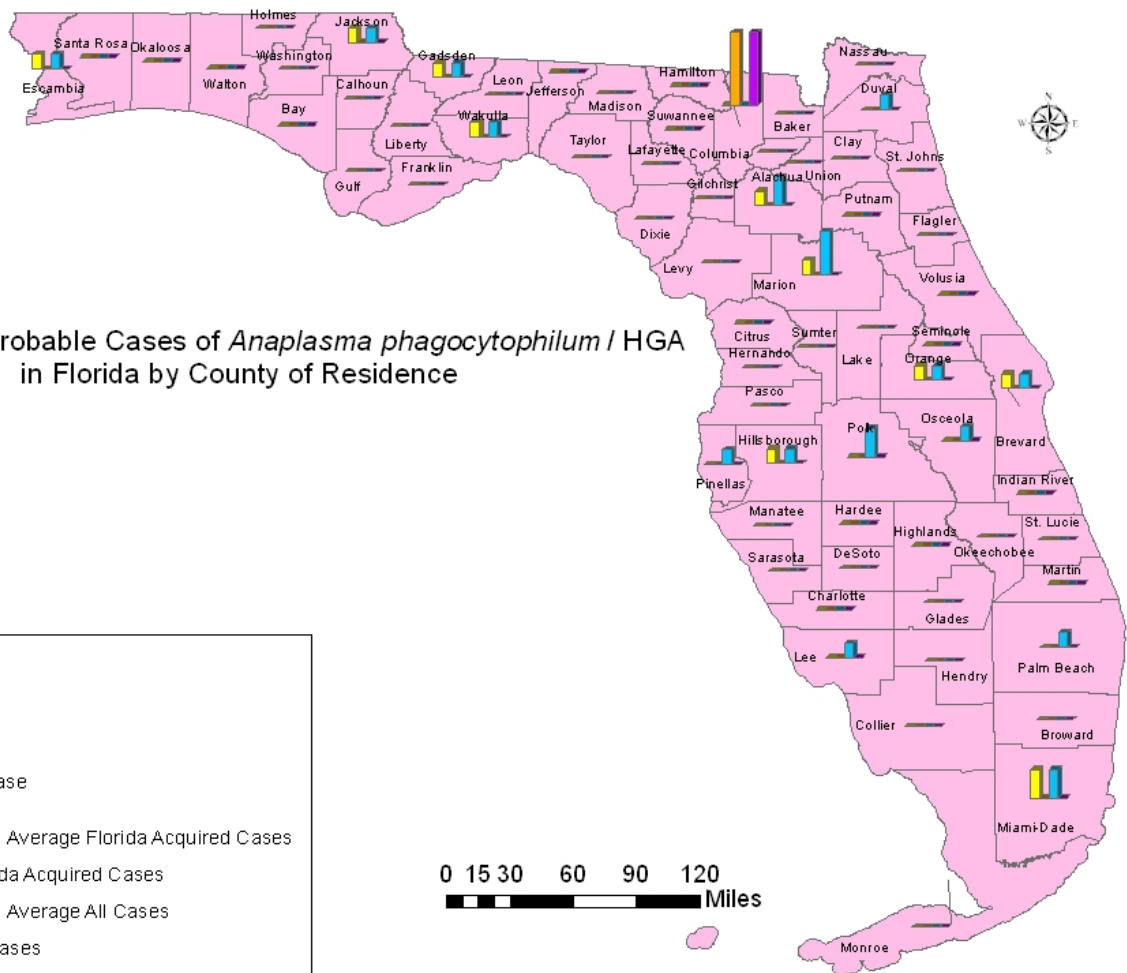 Holmes
Jackson
Santa Rosa
Okaloosa
Washington
Gadsden
Nassau
Escambia
Walton
Calhoun
Leon
Jefferson
Hamilton
Duval
Bay
Wakulla
Madison
Suwannee
Baker
Liberty
Taylor
Lafayette
Columbia
Clay
St. Johns
Gulf
Franklin
Gilchrist
Alachua
Union
Putnam
Dixie
Flagler
Levy
Marion
Volusia
N
W
E
S
robable Cases of Anaplasma phagocytophilum / HGA
in Florida by County of Residence
Citrus
Sumter
Seminole
Hernando
Lake
Orange
Pasco
Osceola
Hillsborough
Polk
Brevard
Pinellas
Indian River
Manatee
Hardee
Highlands
St. Lucie
Sarasota
DeSoto
Okeechobee
Martin
Charlotte
Glades
Lee
Palm Beach
Hendry
Collier
Broward
Miami-Dade
Monroe
ase
Average Florida Acquired Cases
da Acquired Cases
Average All Cases
ases
0 15 30 60 90 120
Miles